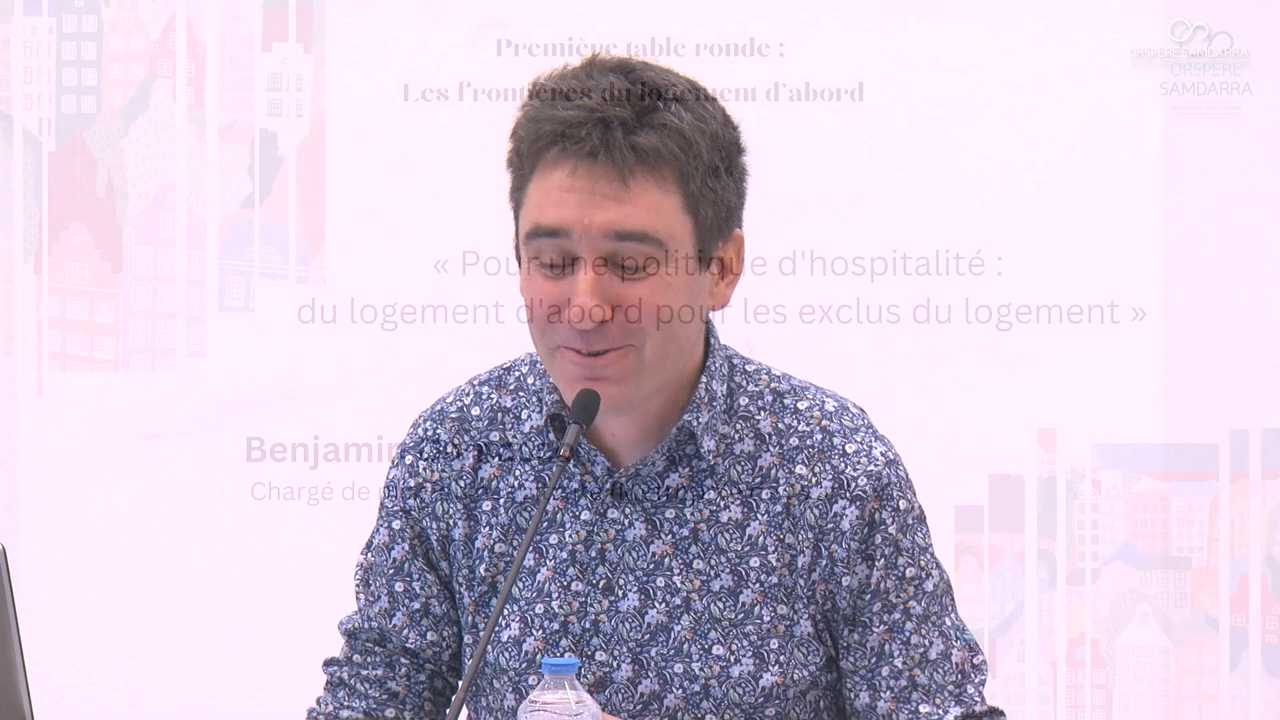 Première table ronde :
Les frontières du logement d'abord
« Pour une politique d'hospitalité :
du logement d'abord pour les exclus du logement »
Benjamin
Chargé de
ORSPERE SAMDARRA
ORSPERE
SAMDARRA